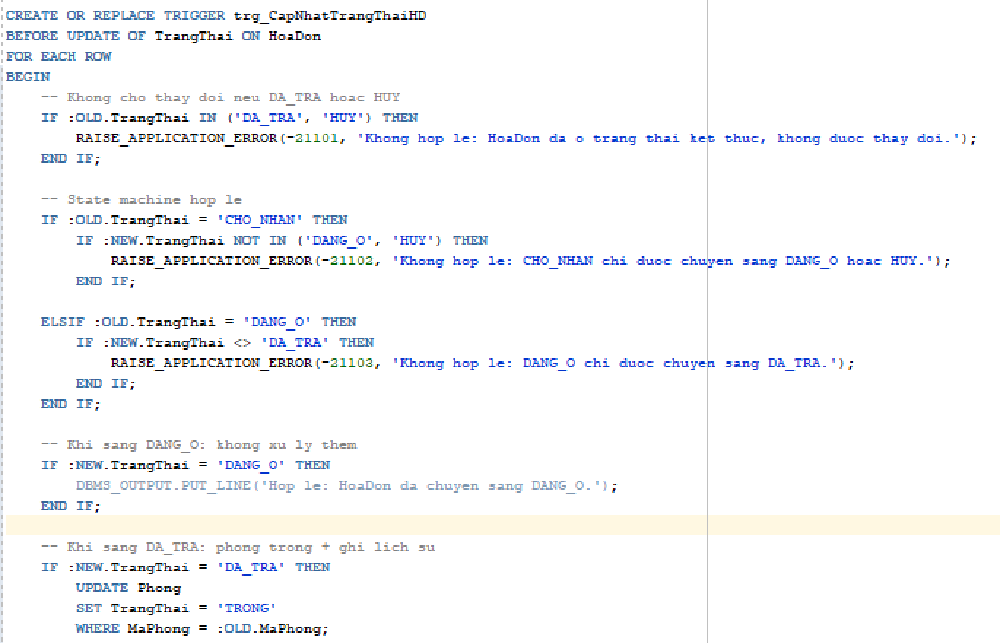 CREATE OR REPLACE TRIGGER trg_CapNhatTrangThaiHD
BEFORE UPDATE OF TrangThai ON HoaDon
FOR EACH ROW
BEGIN
    -- Khong cho thay doi neu DA_TRA hoac HUY
    IF :OLD.TrangThai IN ('DA_TRA', 'HUY') THEN
        RAISE_APPLICATION_ERROR(-21101, 'Khong hop le: HoaDon da o trang thai ket thuc, khong duoc thay doi.');
    END IF;

    -- State machine hop le
    IF :OLD.TrangThai = 'CHO_NHAN' THEN
        IF :NEW.TrangThai NOT IN ('DANG_O', 'HUY') THEN
            RAISE_APPLICATION_ERROR(-21102, 'Khong hop le: CHO_NHAN chi duoc chuyen sang DANG_O hoac HUY.');
        END IF;

    ELSIF :OLD.TrangThai = 'DANG_O' THEN
        IF :NEW.TrangThai <> 'DA_TRA' THEN
            RAISE_APPLICATION_ERROR(-21103, 'Khong hop le: DANG_O chi duoc chuyen sang DA_TRA.');
        END IF;
    END IF;

    -- Khi sang DANG_O: khong xu ly them
    IF :NEW.TrangThai = 'DANG_O' THEN
        DBMS_OUTPUT.PUT_LINE('Hop le: HoaDon da chuyen sang DANG_O.');
    END IF;

    -- Khi sang DA_TRA: phong trong + ghi lich su
    IF :NEW.TrangThai = 'DA_TRA' THEN
        UPDATE Phong
        SET TrangThai = 'TRONG'
        WHERE MaPhong = :OLD.MaPhong;